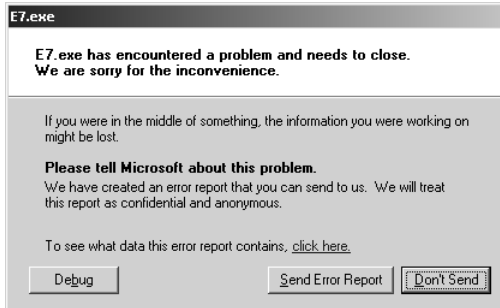 E7.exe
E7.exe has encountered a problem and needs to close.
We are sorry for the inconvenience.
If you were in the middle of something, the information you were working on
might be lost.
Please tell Microsoft about this problem.
We have created an error report that you can send to us. We will treat
this report as confidential and anonymous.
To see what data this error report contains, click here.
Debug Send Error Report Don't Send